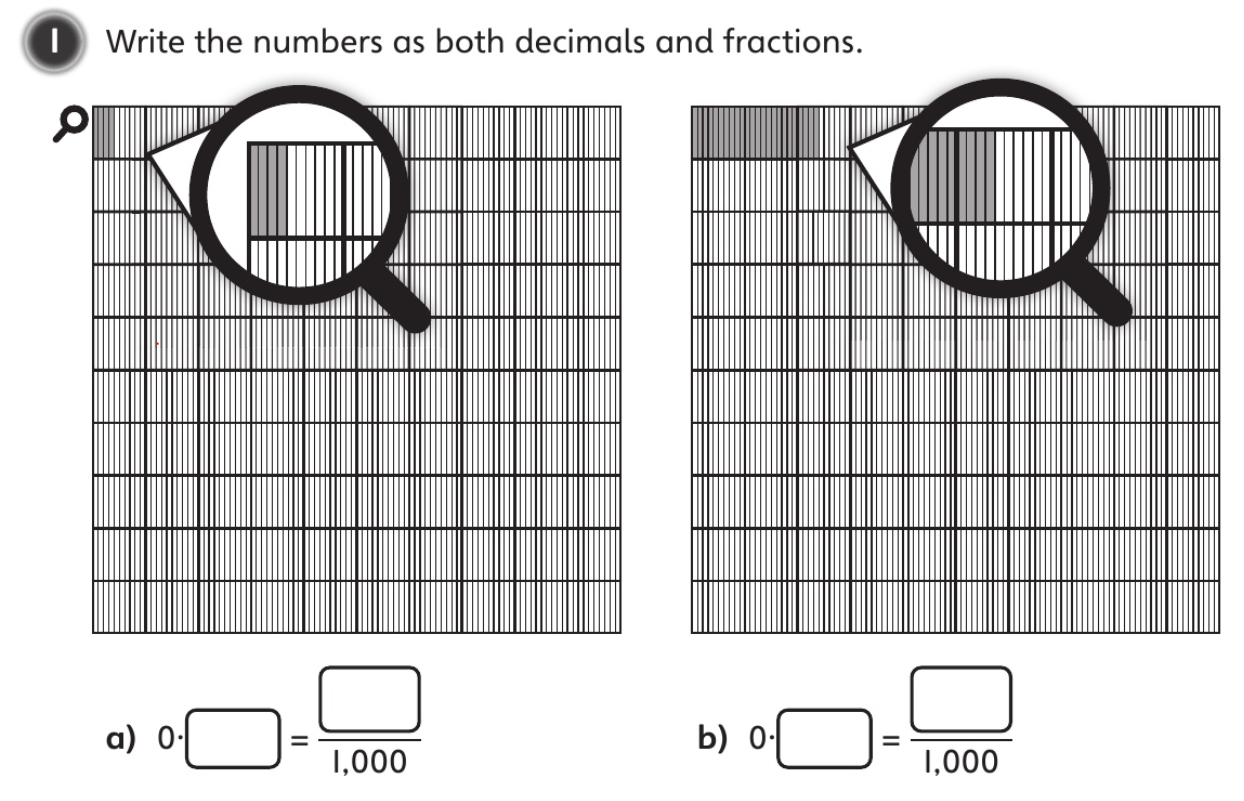 1 Write the numbers as both decimals and fractions.
a) 0· = /1,000
b) 0· = /1,000